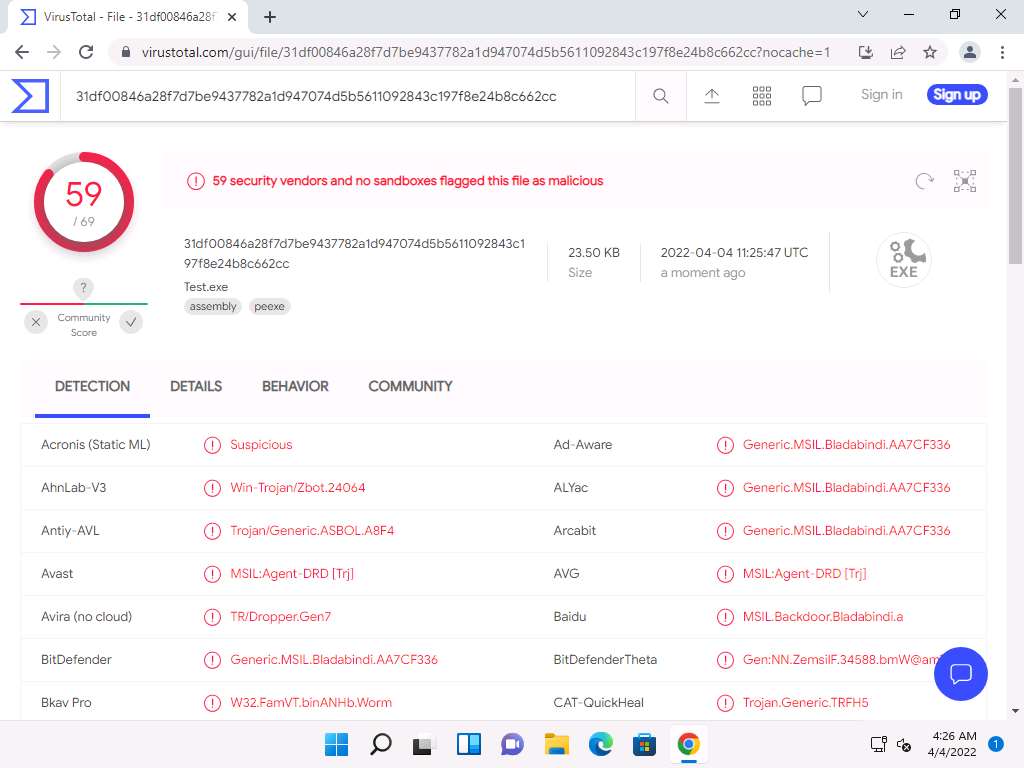 VirusTotal - File - 31df00846a28f
virustotal.com/gui/file/31df00846a28f7d7be9437782a1d947074d5b5611092843c197f8e24b8c662cc?nocache=1
31df00846a28f7d7be9437782a1d947074d5b5611092843c197f8e24b8c662cc
Sign in
Sign up
59
/ 69
59 security vendors and no sandboxes flagged this file as malicious
31df00846a28f7d7be9437782a1d947074d5b5611092843c1
97f8e24b8c662cc
Test.exe
assembly peexe
23.50 KB
Size
2022-04-04 11:25:47 UTC
a moment ago
EXE
?
Community
Score
DETECTION DETAILS BEHAVIOR COMMUNITY
Acronis (Static ML) Suspicious Ad-Aware Generic.MSIL.Bladabindi.AA7CF336
AhnLab-V3 Win-Trojan/Zbot.24064 ALYac Generic.MSIL.Bladabindi.AA7CF336
Antiy-AVL Trojan/Generic.ASBOL.A8F4 Arcabit Generic.MSIL.Bladabindi.AA7CF336
Avast MSIL:Agent-DRD [Trj] AVG MSIL:Agent-DRD [Trj]
Avira (no cloud) TR/Dropper.Gen7 Baidu MSIL.Backdoor.Bladabindi.a
BitDefender Generic.MSIL.Bladabindi.AA7CF336 BitDefenderTheta Gen:NN.ZemsilF.34588.bmW@am
Bkav Pro W32.FamVT.binANHb.Worm CAT-QuickHeal Trojan.Generic.TRFH5
4:26 AM
4/4/2022
1